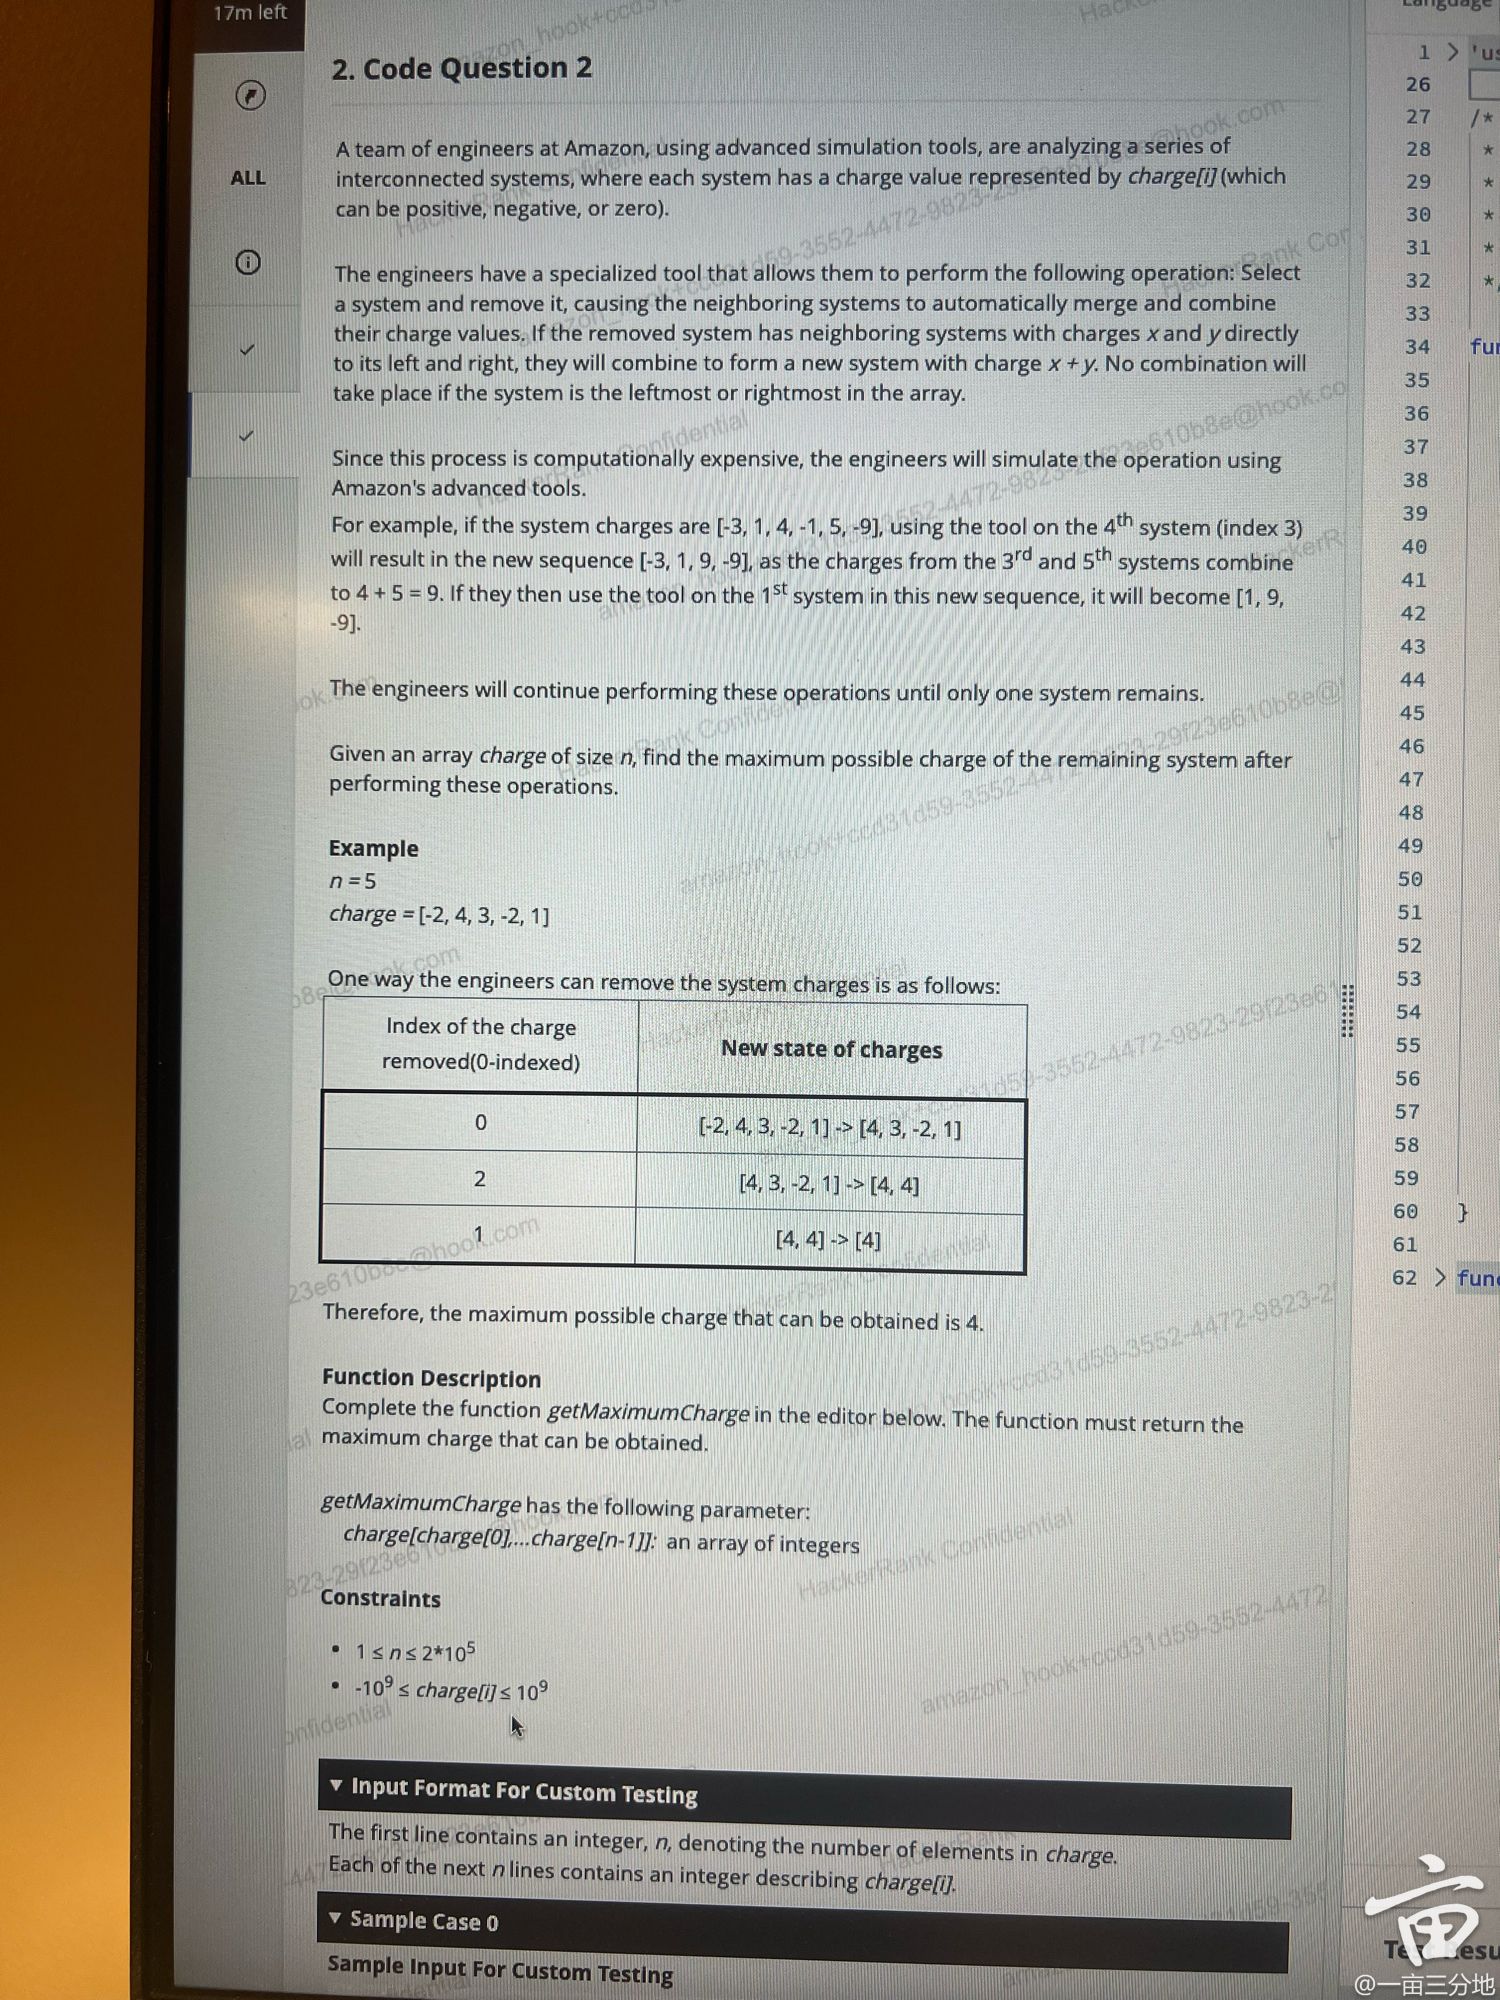 17m left
2. Code Question 2
ALL
A team of engineers at Amazon, using advanced simulation tools, are analyzing a series of
interconnected systems, where each system has a charge value represented by charge[i] (which
can be positive, negative, or zero).
The engineers have a specialized tool that allows them to perform the following operation: Select
a system and remove it, causing the neighboring systems to automatically merge and combine
their charge values. If the removed system has neighboring systems with charges x and y directly
to its left and right, they will combine to form a new system with charge x + y. No combination will
take place if the system is the leftmost or rightmost in the array.
Since this process is computationally expensive, the engineers will simulate the operation using
Amazon's advanced tools.
For example, if the system charges are [-3, 1, 4, -1, 5, -9], using the tool on the 4th system (index 3)
will result in the new sequence [-3, 1, 9, -9], as the charges from the 3rd and 5th systems combine
to 4 + 5 = 9. If they then use the tool on the 1st system in this new sequence, it will become [1, 9,
-9].
The engineers will continue performing these operations until only one system remains.
Given an array charge of size n, find the maximum possible charge of the remaining system after
performing these operations.
Example
n = 5
charge = [-2, 4, 3, -2, 1]
One way the engineers can remove the system charges is as follows:
Index of the charge
removed(0-indexed)
New state of charges
0
[-2, 4, 3, -2, 1] -> [4, 3, -2, 1]
2
[4, 3, -2, 1] -> [4, 4]
1
[4, 4] -> [4]
Therefore, the maximum possible charge that can be obtained is 4.
Function Description
Complete the function getMaximumCharge in the editor below. The function must return the
maximum charge that can be obtained.
getMaximumCharge has the following parameter:
charge[charge[0],...charge[n-1]]: an array of integers
Constraints
• 1 ≤ n ≤ 2*10^5
• -10^9 ≤ charge[i] ≤ 10^9
▼ Input Format For Custom Testing
The first line contains an integer, n, denoting the number of elements in charge.
Each of the next n lines contains an integer describing charge[i].
▼ Sample Case 0
Sample Input For Custom Testing
Language
1 > 'us
26
27 /*
28 *
29 *
30 *
31 *
32 *
33
34 fun
35
36
37
38
39
40
41
42
43
44
45
46
47
48
49
50
51
52
53
54
55
56
57
58
59
60 }
61
62 > func
@一亩三分地